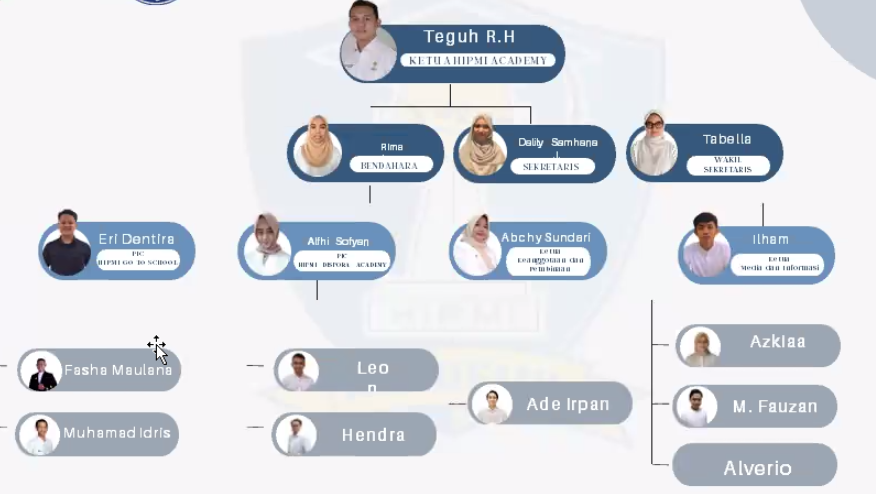 Teguh R.H
KETUA HIPMI ACADEMY
Rima
BENDAHARA
Dalily Samhana
SEKRETARIS
Tabella
WAKIL
SEKRETARIS
Eri Dentira
PIC
HIPMI GO TO SCHOOL
Alfhi Sofyan
PIC
HIPMI DISPORA ACADEMY
Abchy Sundari
Ketua
Keanggotaan dan
Pembinaan
Ilham
Ketua
Media dan Informasi
Fasha Maulana
Leo
n
Azkiaa
Ade Irpan
M. Fauzan
Muhamad Idris
Hendra
Alverio